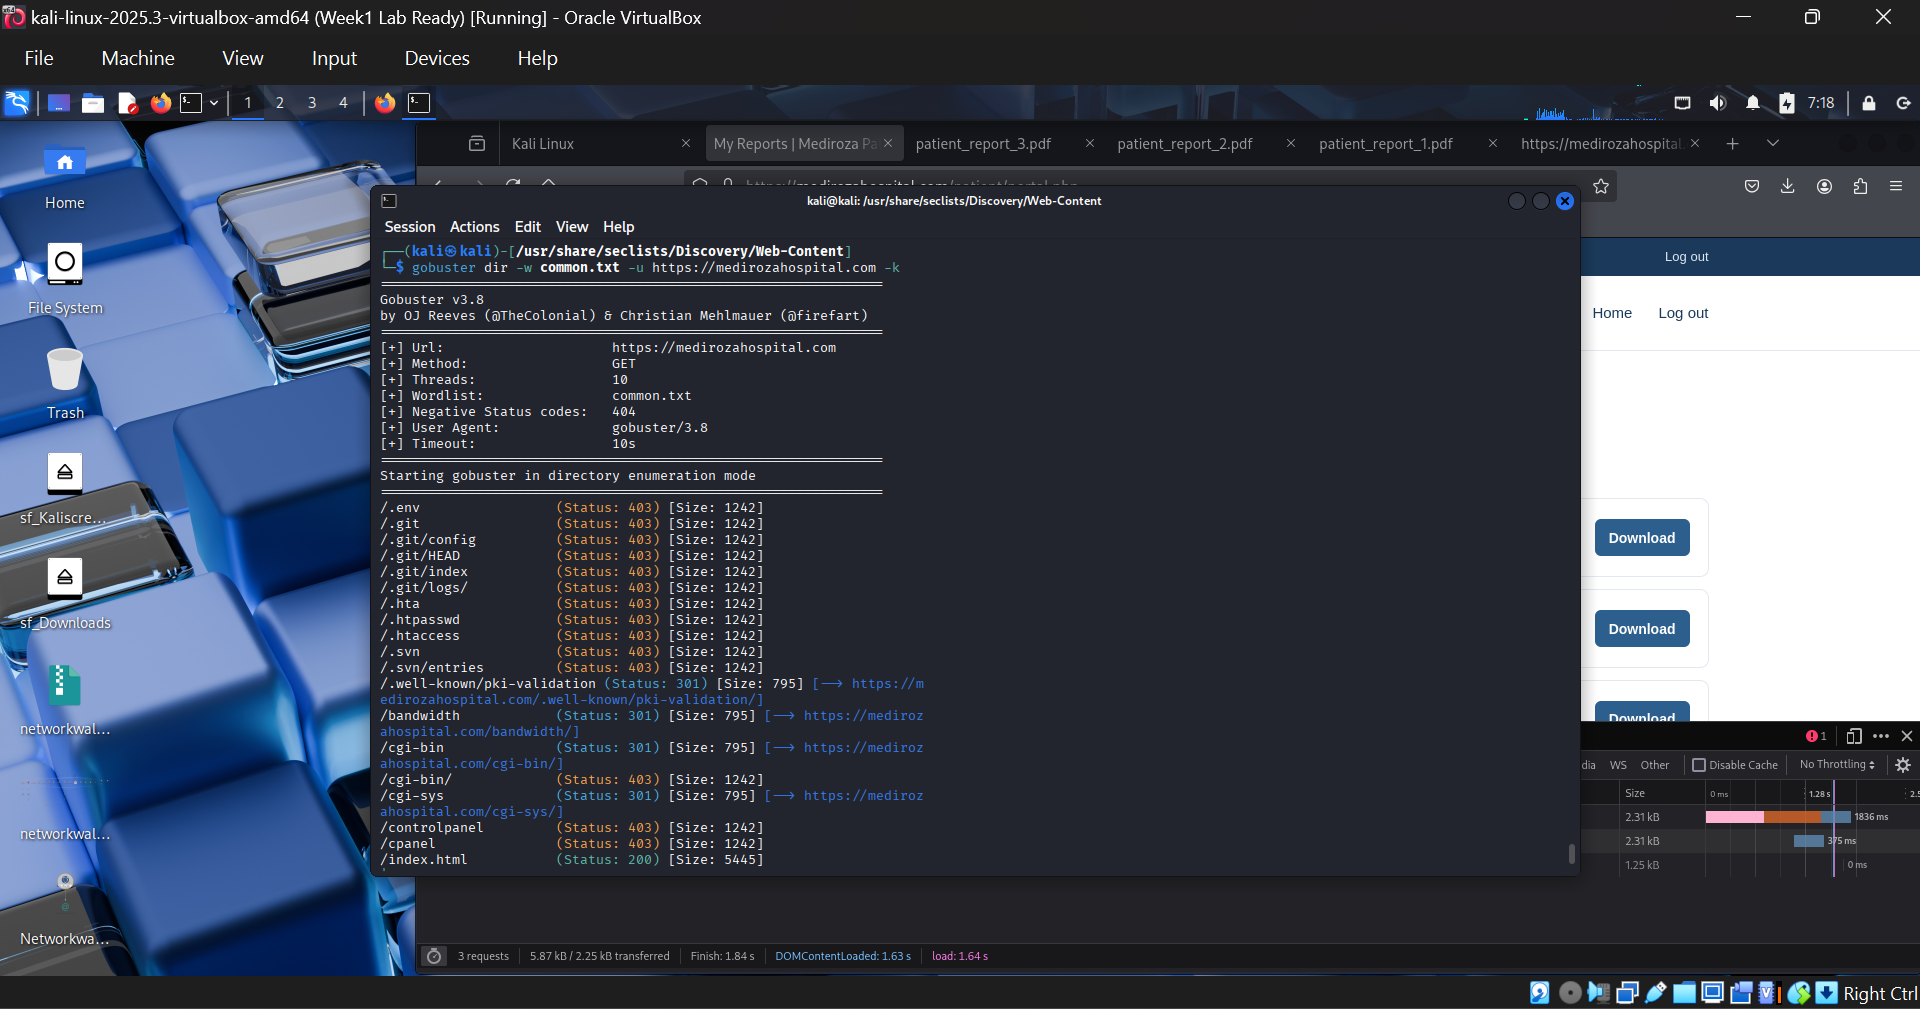 kali-linux-2025.3-virtualbox-amd64 (Week1 Lab Ready) [Running] - Oracle VirtualBox
File Machine View Input Devices Help
1 2 3 4 7:18
Kali Linux My Reports | Mediroza Pa patient_report_3.pdf patient_report_2.pdf patient_report_1.pdf https://medirozahospital.
Home
File System
Trash
sf_Kaliscre...
sf_Downloads
networkwal...
networkwal...
Networkwa...
kali@kali: /usr/share/seclists/Discovery/Web-Content
Session Actions Edit View Help
┌──(kali㉿kali)-[/usr/share/seclists/Discovery/Web-Content]
└─$ gobuster dir -w common.txt -u https://medirozahospital.com -k
===============================================================
Gobuster v3.8
by OJ Reeves (@TheColonial) & Christian Mehlmauer (@firefart)
===============================================================
[+] Url: https://medirozahospital.com
[+] Method: GET
[+] Threads: 10
[+] Wordlist: common.txt
[+] Negative Status codes: 404
[+] User Agent: gobuster/3.8
[+] Timeout: 10s
===============================================================
Starting gobuster in directory enumeration mode
===============================================================
/.env (Status: 403) [Size: 1242]
/.git (Status: 403) [Size: 1242]
/.git/config (Status: 403) [Size: 1242]
/.git/HEAD (Status: 403) [Size: 1242]
/.git/index (Status: 403) [Size: 1242]
/.git/logs/ (Status: 403) [Size: 1242]
/.hta (Status: 403) [Size: 1242]
/.htpasswd (Status: 403) [Size: 1242]
/.htaccess (Status: 403) [Size: 1242]
/.svn (Status: 403) [Size: 1242]
/.svn/entries (Status: 403) [Size: 1242]
/.well-known/pki-validation (Status: 301) [Size: 795] [--> https://m
edirozahospital.com/.well-known/pki-validation/]
/bandwidth (Status: 301) [Size: 795] [--> https://mediroz
ahospital.com/bandwidth/]
/cgi-bin (Status: 301) [Size: 795] [--> https://mediroz
ahospital.com/cgi-bin/]
/cgi-bin/ (Status: 403) [Size: 1242]
/cgi-sys (Status: 301) [Size: 795] [--> https://mediroz
ahospital.com/cgi-sys/]
/controlpanel (Status: 403) [Size: 1242]
/cpanel (Status: 403) [Size: 1242]
/index.html (Status: 200) [Size: 5445]
Log out
Home Log out
Download
Download
Download
1
WS Other Disable Cache No Throttling
Size 0 ms 1.28 s
2.31 kB 1836 ms
2.31 kB 375 ms
1.25 kB 0 ms
3 requests 5.87 kB / 2.25 kB transferred Finish: 1.84 s DOMContentLoaded: 1.63 s load: 1.64 s
Right Ctrl